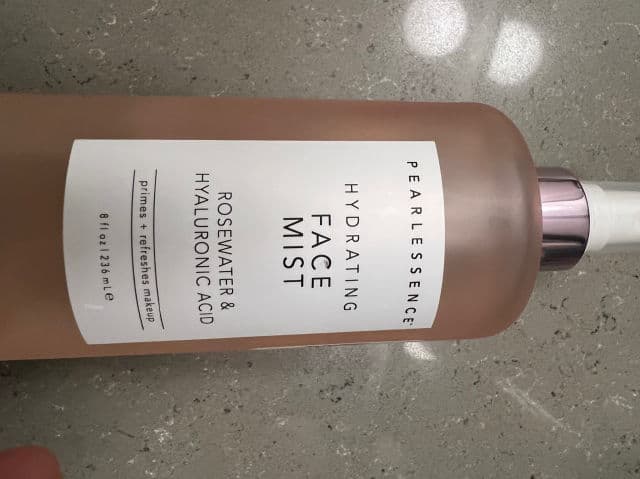 PEARLESSENCE
HYDRATING
FACE
MIST
ROSEWATER &
HYALURONIC ACID
primes + refreshes makeup
8 fl oz | 236 mL ℮